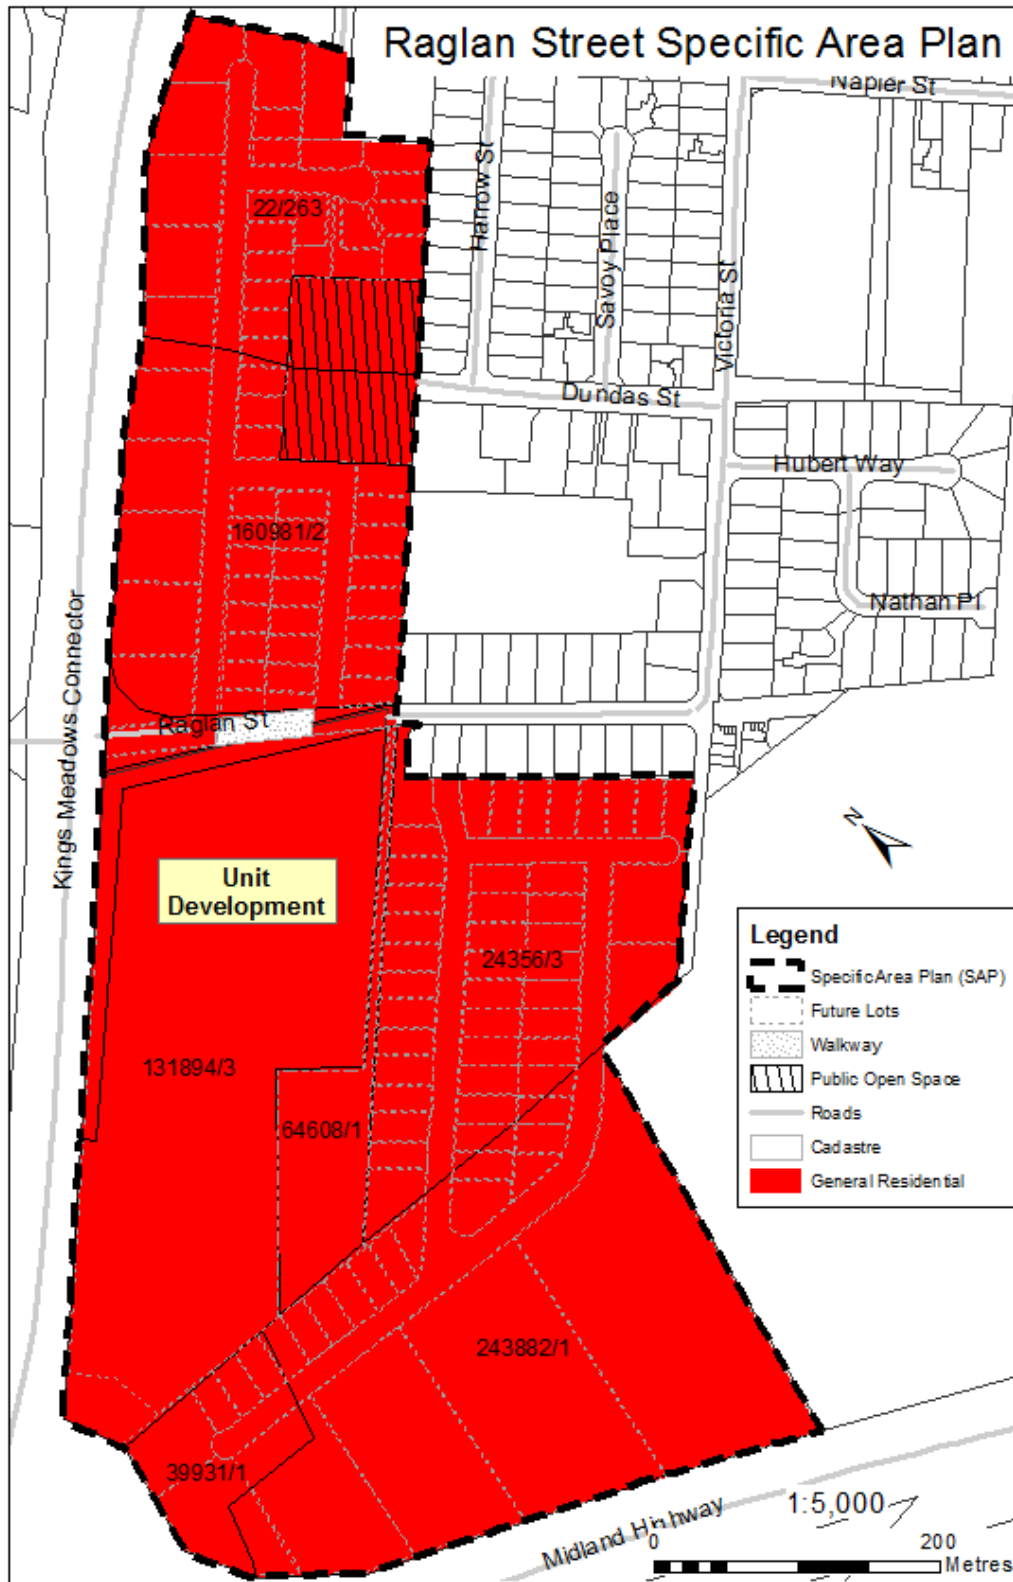 Raglan Street Specific Area Plan
Napier St
Harrow St
Savoy Place
Victoria St
22/263
Dundas St
Hubert Way
160981/2
Nathan Pl
Kings Meadows Connector
Raglan St
N
Unit
Development
24356/3
131894/3
64608/1
243882/1
39931/1
Legend
Specific Area Plan (SAP)
Future Lots
Walkway
Public Open Space
Roads
Cadastre
General Residential
Midland Highway
1:5,000
0 200
Metres